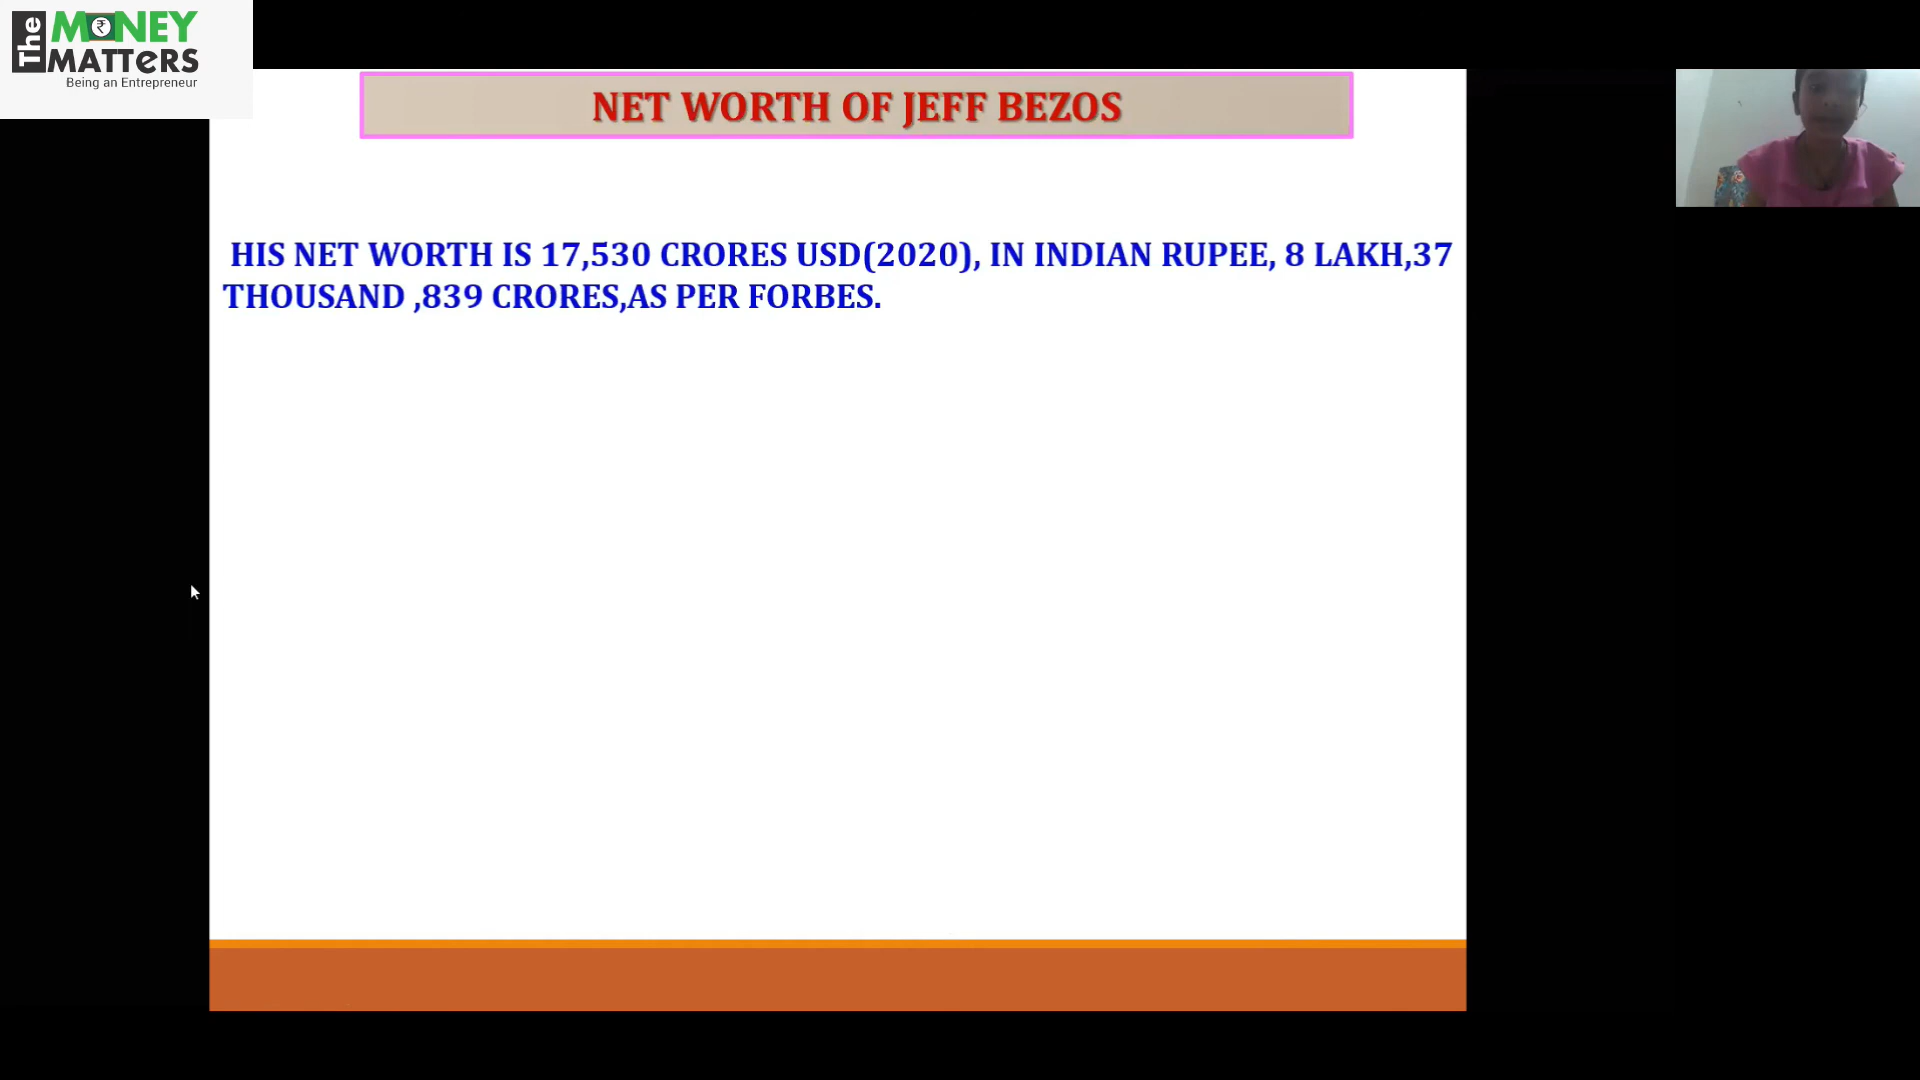 The
MONEY
MATTeRS
Being an Entrepreneur
NET WORTH OF JEFF BEZOS
HIS NET WORTH IS 17,530 CRORES USD(2020), IN INDIAN RUPEE, 8 LAKH,37
THOUSAND ,839 CRORES,AS PER FORBES.